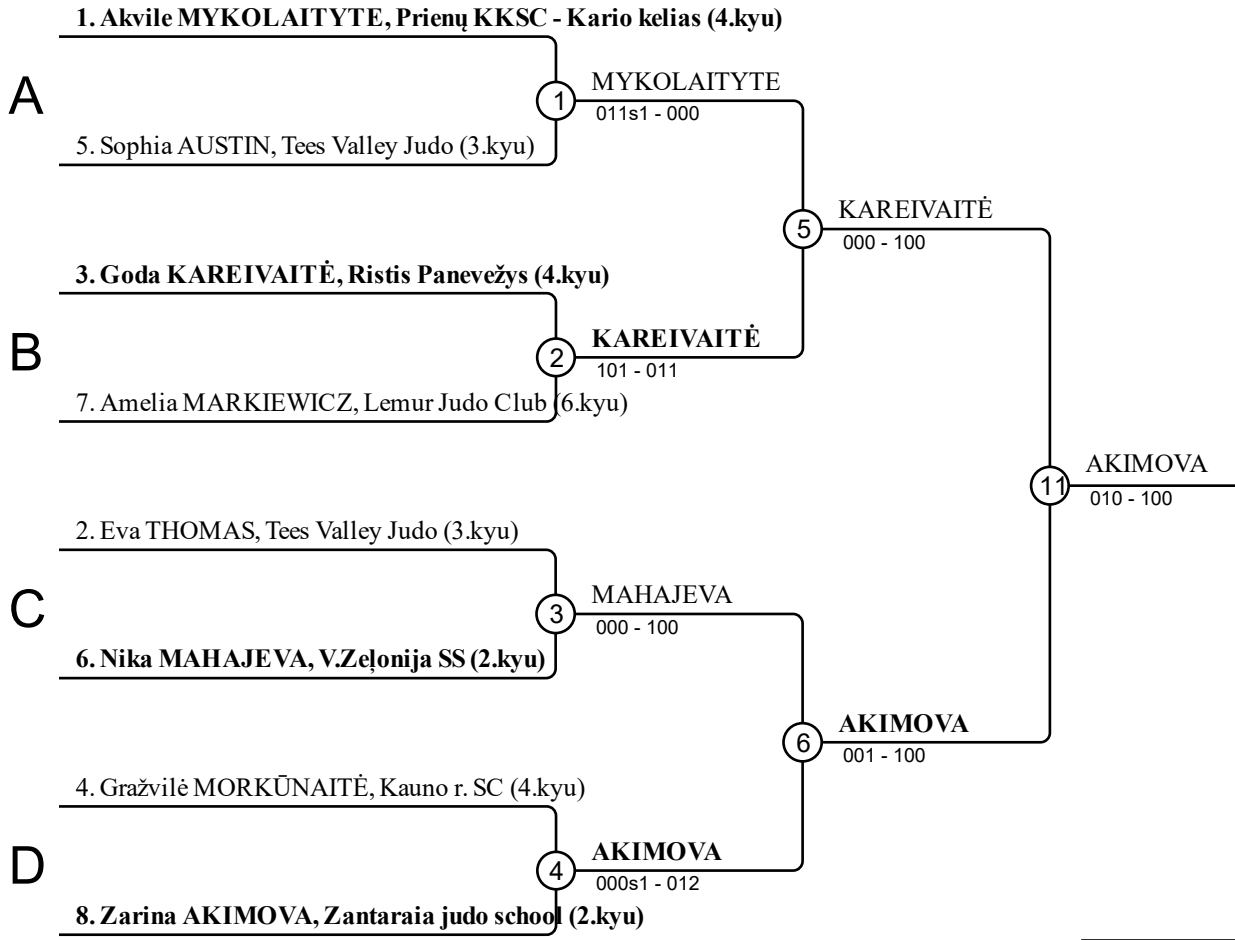 1. Akvile MYKOLAITYTE, Prienų KKSC - Kario kelias (4.kyu)
A
1
MYKOLAITYTE
011s1 - 000
5. Sophia AUSTIN, Tees Valley Judo (3.kyu)
5
KAREIVAITĖ
000 - 100
3. Goda KAREIVAITĖ, Ristis Panevežys (4.kyu)
B
2
KAREIVAITĖ
101 - 011
7. Amelia MARKIEWICZ, Lemur Judo Club (6.kyu)
11
AKIMOVA
010 - 100
2. Eva THOMAS, Tees Valley Judo (3.kyu)
C
3
MAHAJEVA
000 - 100
6. Nika MAHAJEVA, V.Zeļonija SS (2.kyu)
6
AKIMOVA
001 - 100
4. Gražvilė MORKŪNAITĖ, Kauno r. SC (4.kyu)
D
4
AKIMOVA
000s1 - 012
8. Zarina AKIMOVA, Zantaraia judo school (2.kyu)